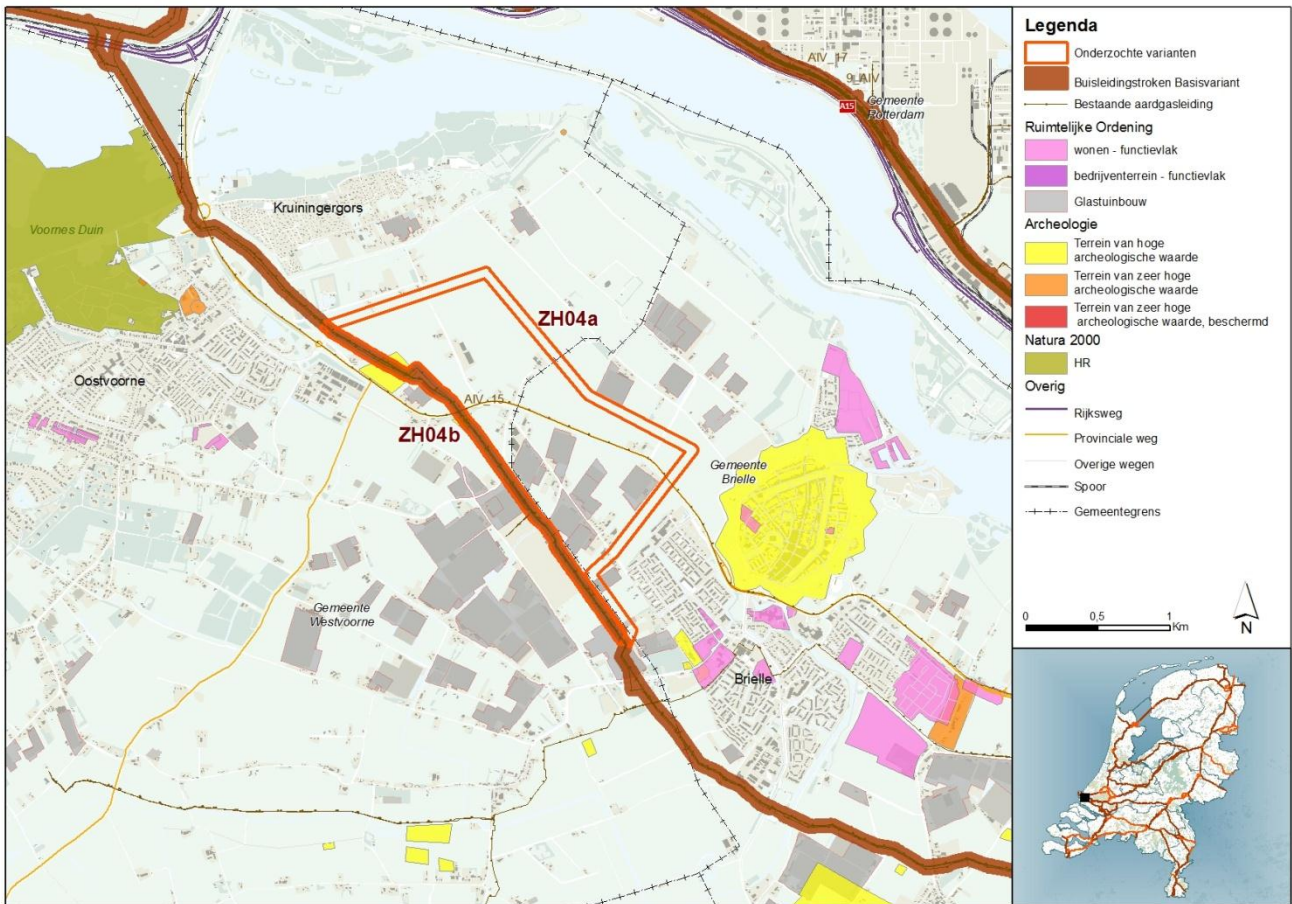 AIV_17
9_AIV
A15
Gemeente
Rotterdam
Kruiningergors
Voornes Duin
ZH04a
Oostvoorne
AIV_15
ZH04b
Gemeente
Brielle
Gemeente
Westvoorne
Brielle
Legenda
Onderzochte varianten
Buisleidingstroken Basisvariant
Bestaande aardgasleiding
Ruimtelijke Ordening
wonen - functievlak
bedrijventerrein - functievlak
Glastuinbouw
Archeologie
Terrein van hoge
archeologische waarde
Terrein van zeer hoge
archeologische waarde
Terrein van zeer hoge
archeologische waarde, beschermd
Natura 2000
HR
Overig
Rijksweg
Provinciale weg
Overige wegen
Spoor
Gemeentegrens
0 0,5 1
Km
N